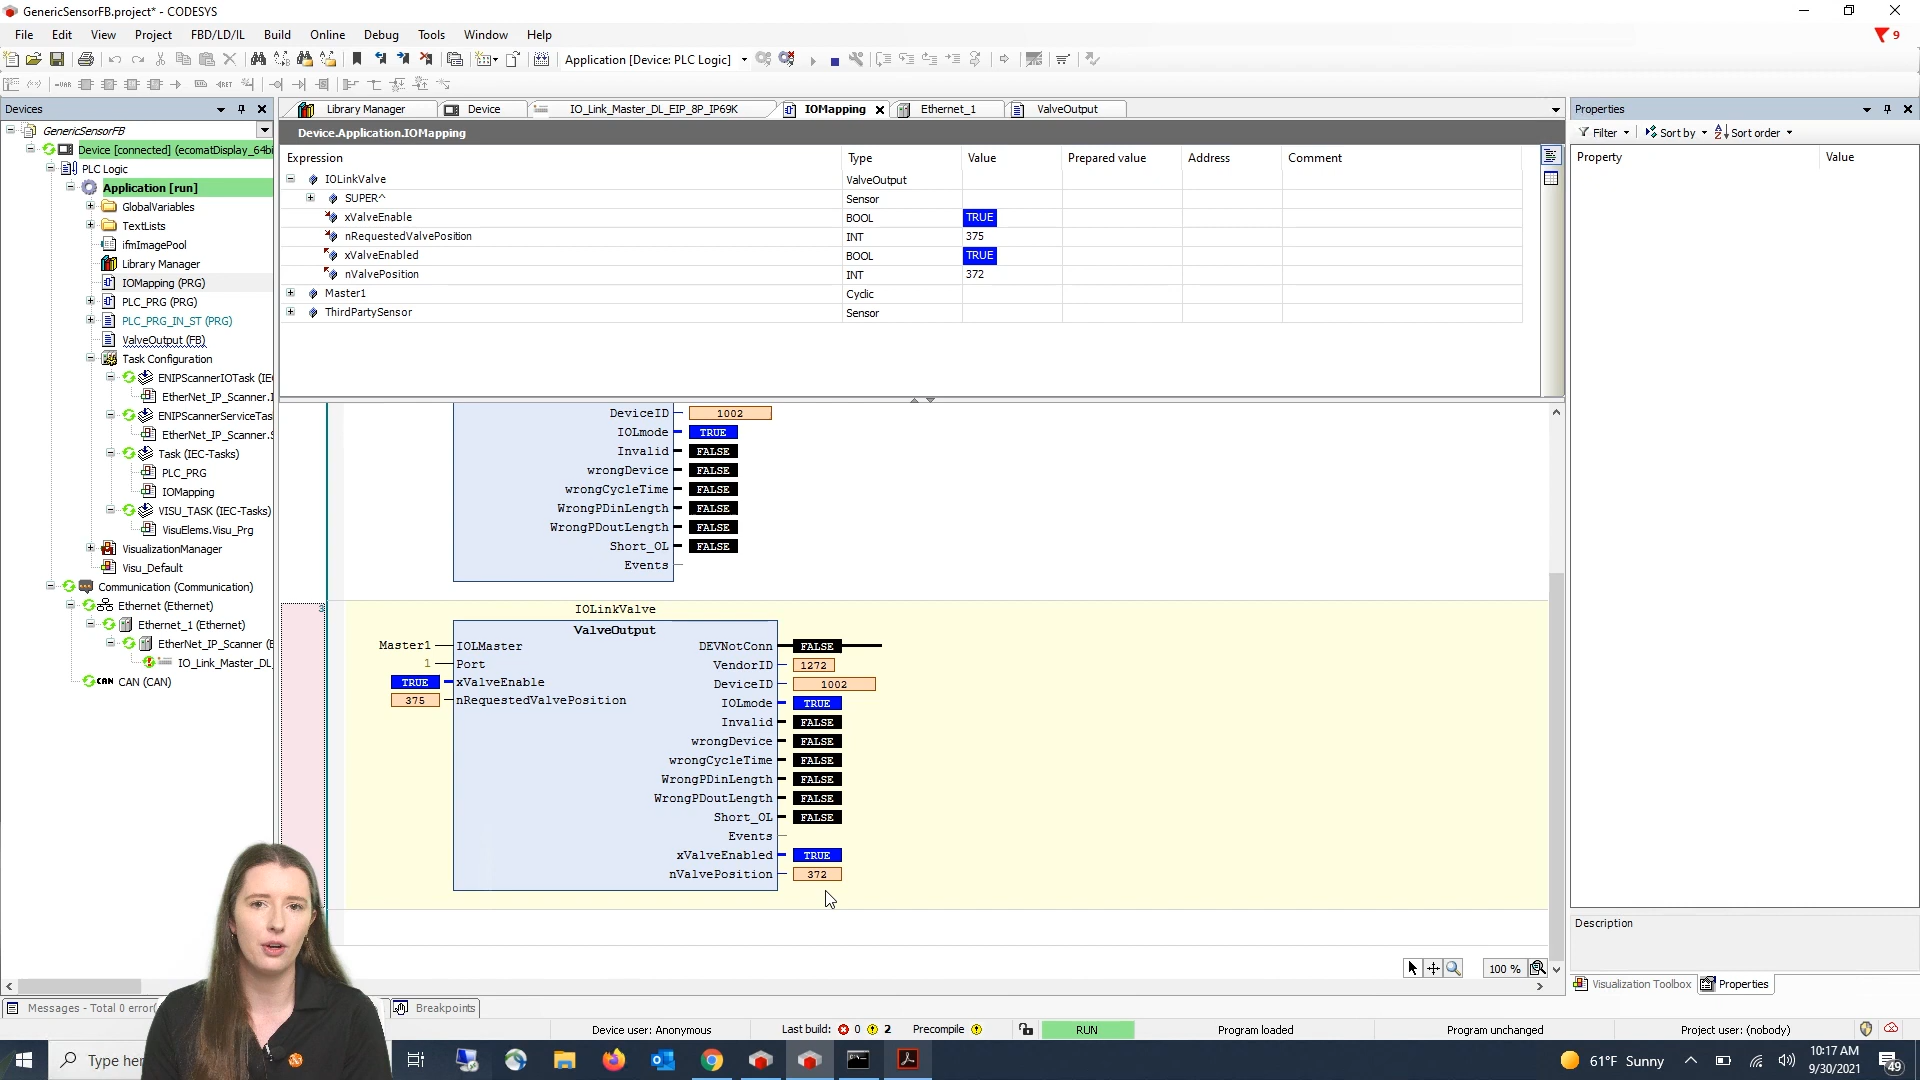 GenericSensorFB.project* - CODESYS
File Edit View Project FBD/LD/IL Build Online Debug Tools Window Help
9
Application [Device: PLC Logic]
Devices
Library Manager Device IO_Link_Master_DL_EIP_8P_IP69K IOMapping Ethernet_1 ValveOutput
Properties
GenericSensorFB
Device [connected] (ecomatDisplay_64bi
PLC Logic
Application [run]
GlobalVariables
TextLists
ifmImagePool
Library Manager
IOMapping (PRG)
PLC_PRG (PRG)
PLC_PRG_IN_ST (PRG)
ValveOutput (FB)
Task Configuration
ENIPScannerIOTask (IEC
EtherNet_IP_Scanner.I
ENIPScannerServiceTas
EtherNet_IP_Scanner.S
Task (IEC-Tasks)
PLC_PRG
IOMapping
VISU_TASK (IEC-Tasks)
VisuElems.Visu_Prg
VisualizationManager
Visu_Default
Communication (Communication)
Ethernet (Ethernet)
Ethernet_1 (Ethernet)
EtherNet_IP_Scanner (E
IO_Link_Master_DL_
CAN CAN (CAN)
Device.Application.IOMapping
Expression Type Value Prepared value Address Comment
IOLinkValve ValveOutput
SUPER^ Sensor
xValveEnable BOOL TRUE
nRequestedValvePosition INT 375
xValveEnabled BOOL TRUE
nValvePosition INT 372
Master1 Cyclic
ThirdPartySensor Sensor
DeviceID 1002
IOLmode TRUE
Invalid FALSE
wrongDevice FALSE
wrongCycleTime FALSE
WrongPDinLength FALSE
WrongPDoutLength FALSE
Short_OL FALSE
Events
3
IOLinkValve
ValveOutput
Master1 IOLMaster DEVNotConn FALSE
1 Port VendorID 1272
TRUE xValveEnable DeviceID 1002
375 nRequestedValvePosition IOLmode TRUE
Invalid FALSE
wrongDevice FALSE
wrongCycleTime FALSE
WrongPDinLength FALSE
WrongPDoutLength FALSE
Short_OL FALSE
Events
xValveEnabled TRUE
nValvePosition 372
100 %
Filter Sort by Sort order
Property Value
Description
Visualization Toolbox Properties
Messages - Total 0 error( Breakpoints
Device user: Anonymous Last build: 0 2 Precompile RUN Program loaded Program unchanged Project user: (nobody)
Type her 61°F Sunny 10:17 AM
9/30/2021
49